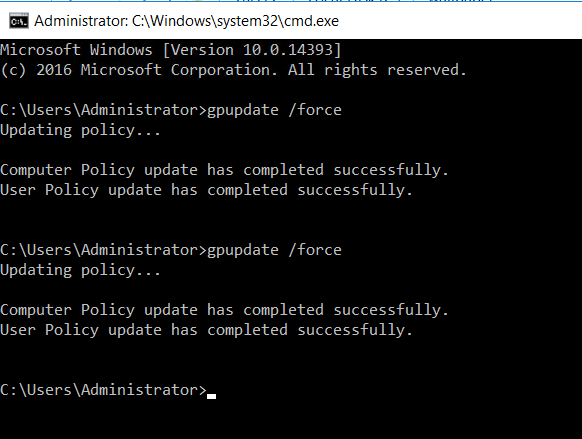 Administrator: C:\Windows\system32\cmd.exe
Microsoft Windows [Version 10.0.14393]
(c) 2016 Microsoft Corporation. All rights reserved.
C:\Users\Administrator>gpupdate /force
Updating policy...
Computer Policy update has completed successfully.
User Policy update has completed successfully.
C:\Users\Administrator>gpupdate /force
Updating policy...
Computer Policy update has completed successfully.
User Policy update has completed successfully.
C:\Users\Administrator>